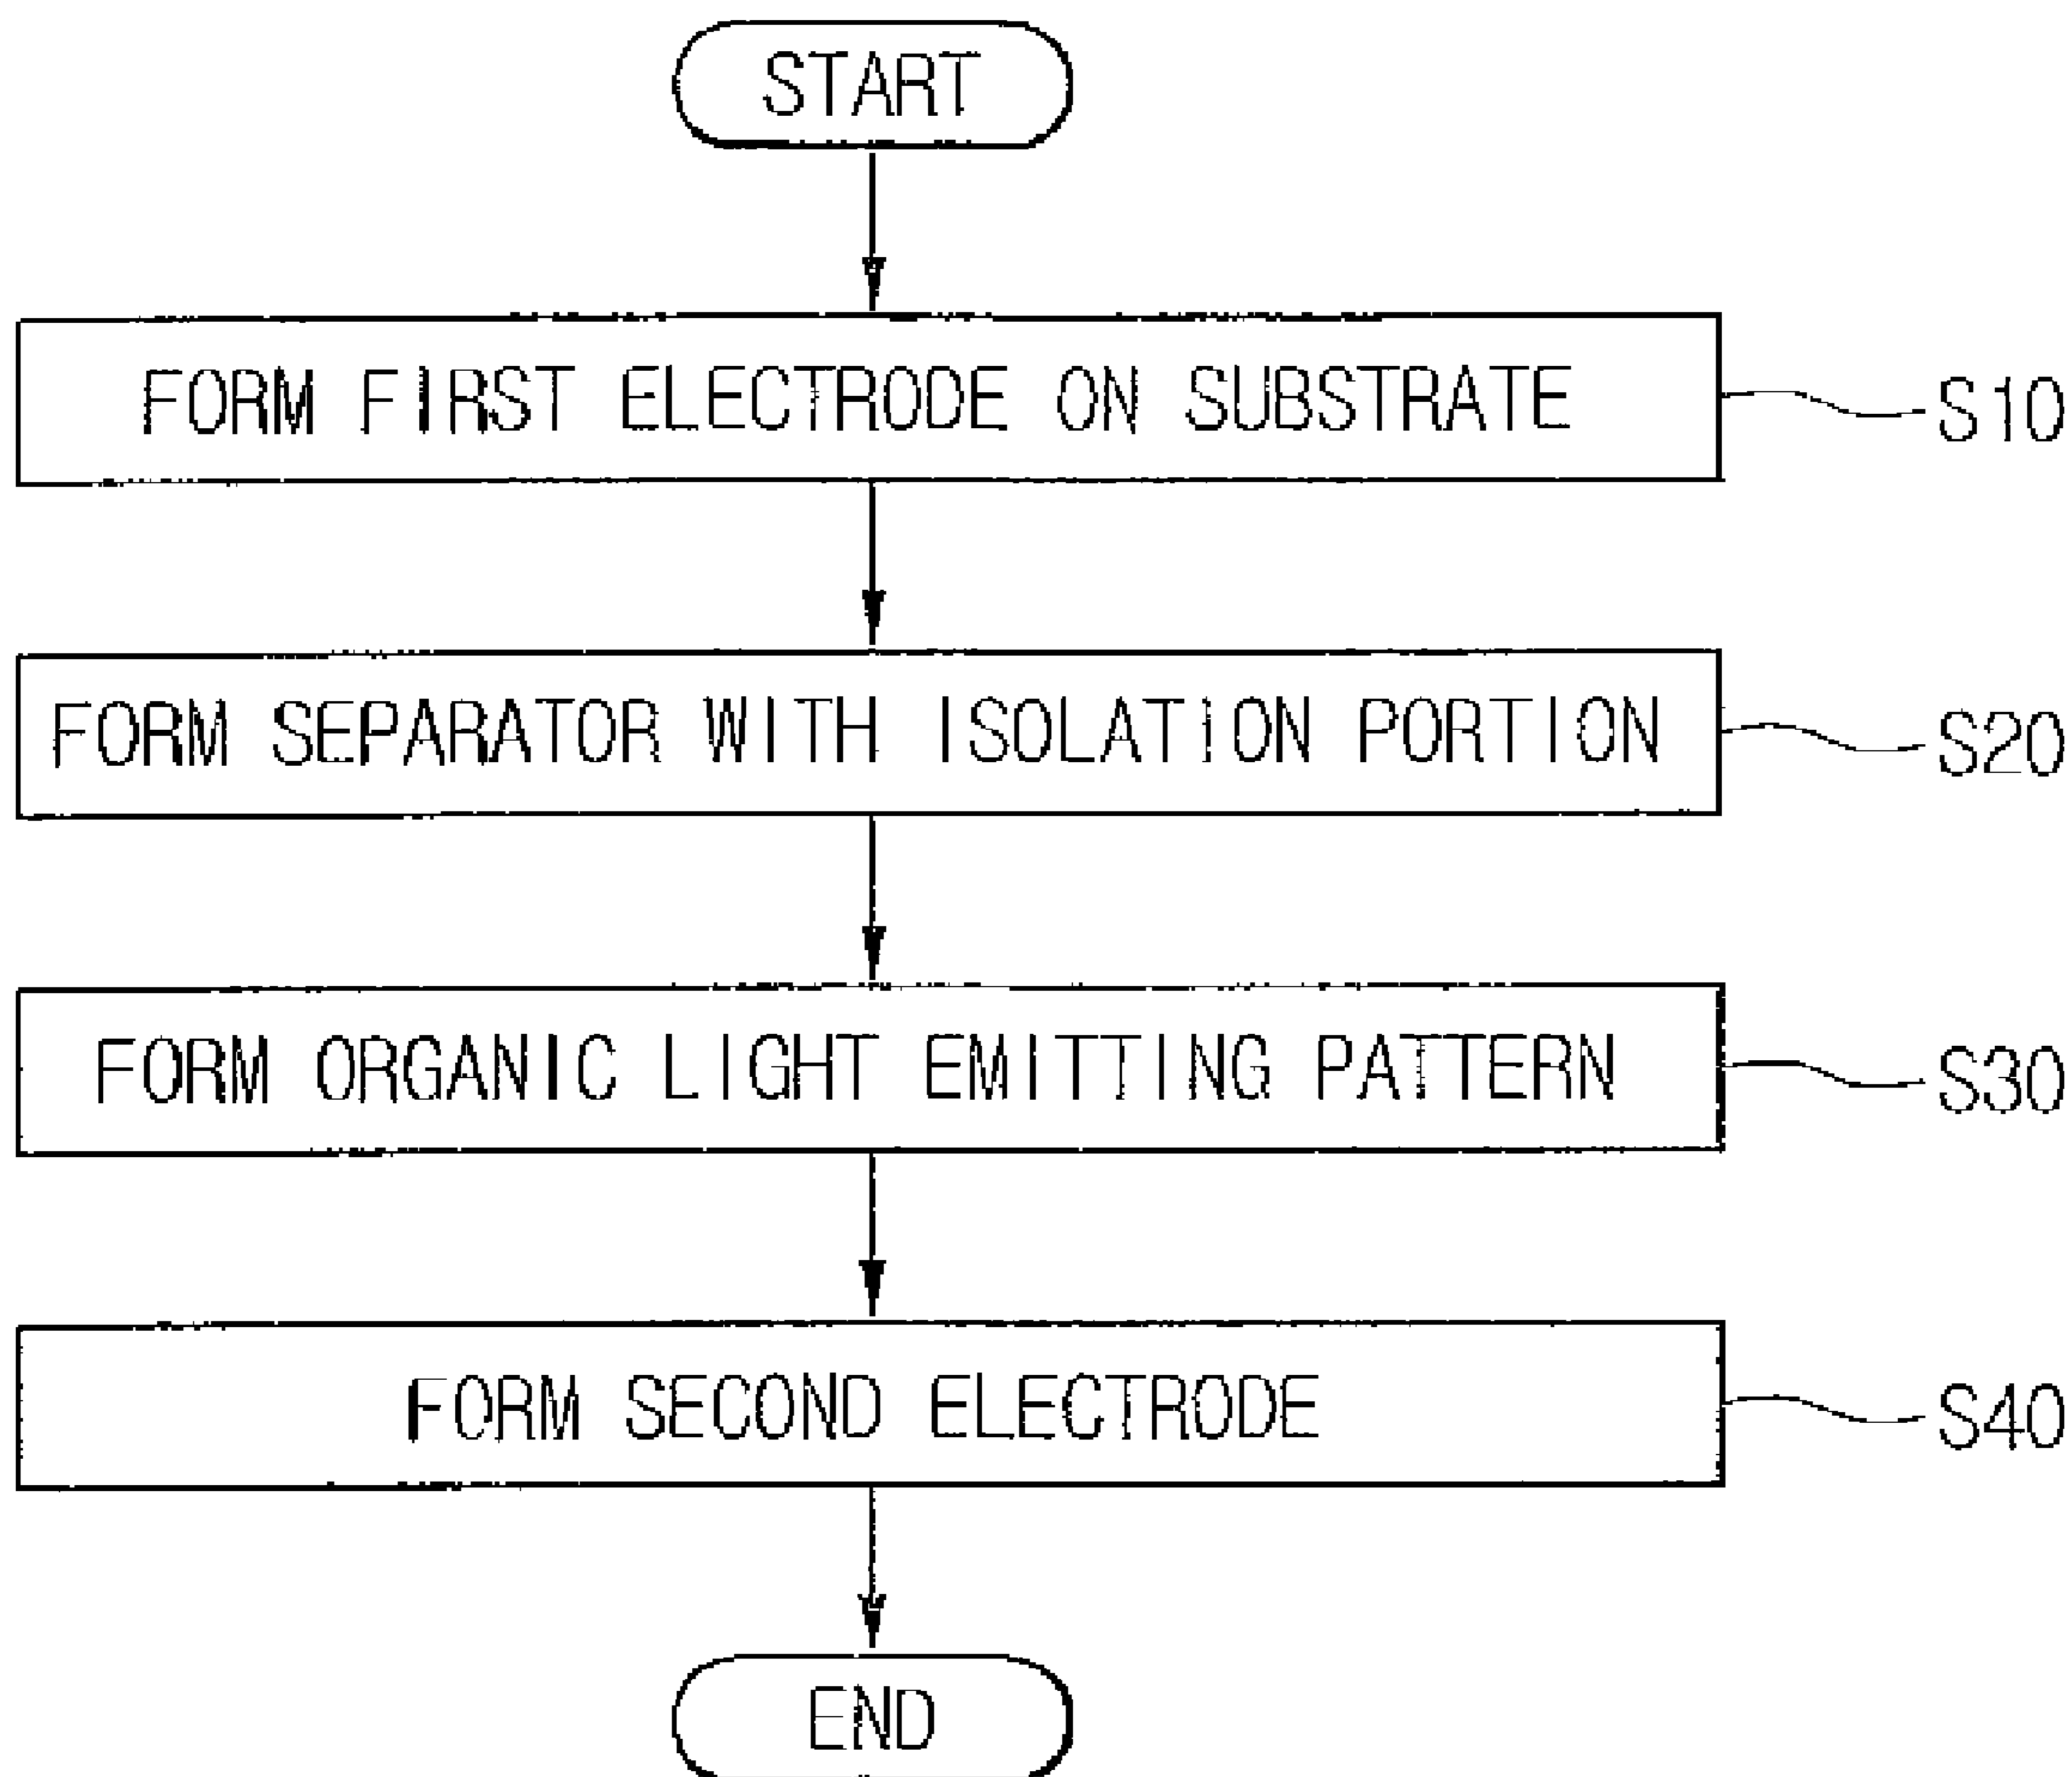 START
FORM FIRST ELECTRODE ON SUBSTRATE
S10
FORM SEPARATOR WITH ISOLATION PORTION
S20
FORM ORGANIC LIGHT EMITTING PATTERN
S30
FORM SECOND ELECTRODE
S40
END